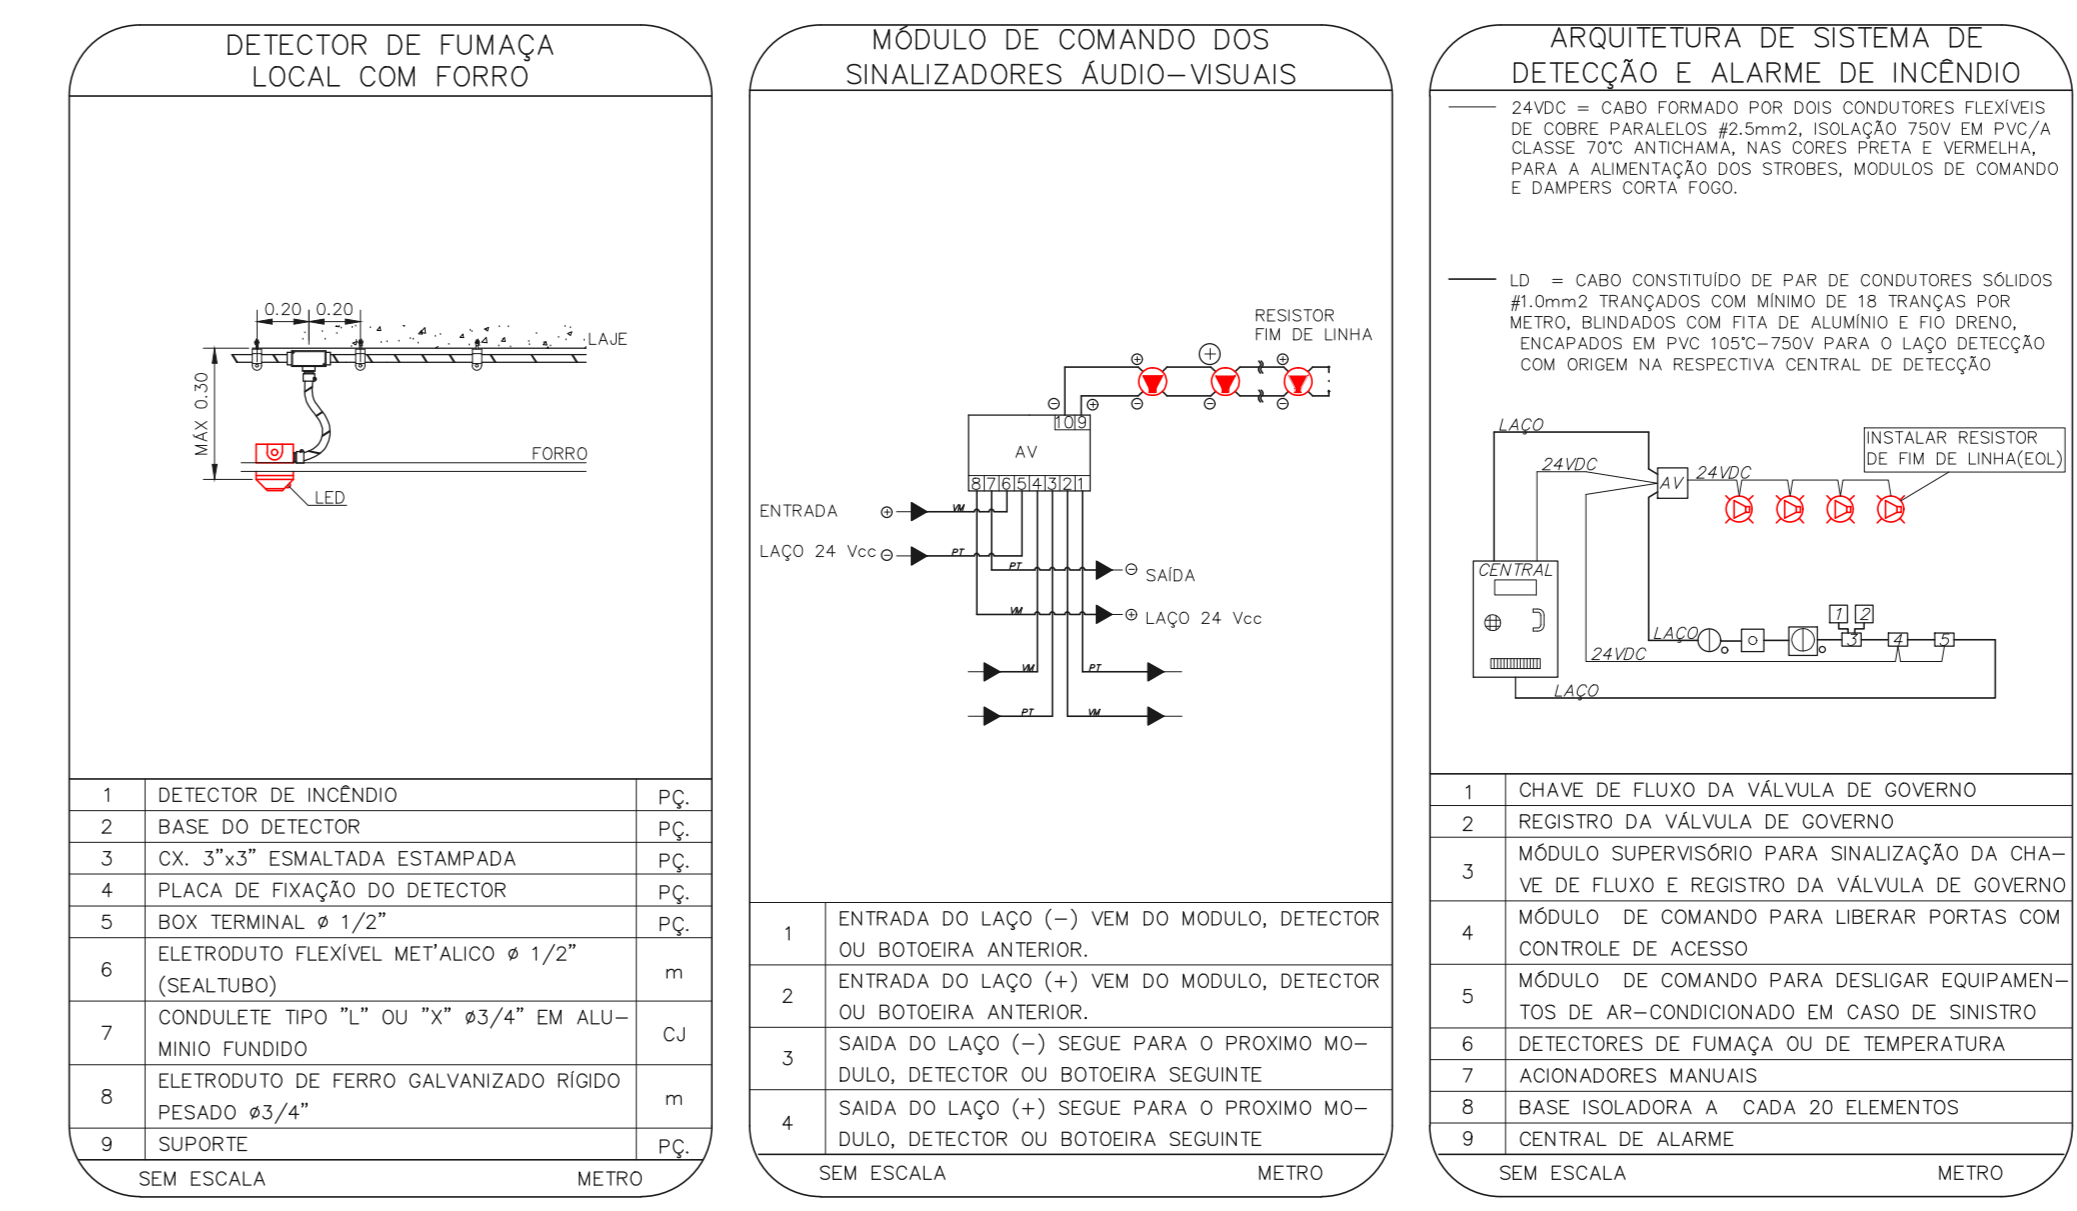 DETECTOR DE FUMAÇA
LOCAL COM FORRO
0.20
0.20
LAJE
MÁX 0.30
FORRO
LED
1 DETECTOR DE INCÊNDIO PÇ.
2 BASE DO DETECTOR PÇ.
3 CX. 3"x3" ESMALTADA ESTAMPADA PÇ.
4 PLACA DE FIXAÇÃO DO DETECTOR PÇ.
5 BOX TERMINAL ø 1/2" PÇ.
6 ELETRODUTO FLEXÍVEL MET'ALICO ø 1/2"
(SEALTUBO) m
7 CONDULETE TIPO "L" OU "X" ø3/4" EM ALU-
MINIO FUNDIDO CJ
8 ELETRODUTO DE FERRO GALVANIZADO RÍGIDO
PESADO ø3/4" m
9 SUPORTE PÇ.
SEM ESCALA METRO
MÓDULO DE COMANDO DOS
SINALIZADORES ÁUDIO-VISUAIS
RESISTOR
FIM DE LINHA
⊕ ⊕ ⊕
⊖ ⊕ ⊖ ⊖ ⊖
10 9
AV
8 7 6 5 4 3 2 1
ENTRADA ⊕ VM
LAÇO 24 Vcc ⊖ PT
PT ⊖ SAÍDA
VM ⊕ LAÇO 24 Vcc
VM PT
PT VM
1 ENTRADA DO LAÇO (-) VEM DO MODULO, DETECTOR
OU BOTOEIRA ANTERIOR.
2 ENTRADA DO LAÇO (+) VEM DO MODULO, DETECTOR
OU BOTOEIRA ANTERIOR.
3 SAIDA DO LAÇO (-) SEGUE PARA O PROXIMO MO-
DULO, DETECTOR OU BOTOEIRA SEGUINTE
4 SAIDA DO LAÇO (+) SEGUE PARA O PROXIMO MO-
DULO, DETECTOR OU BOTOEIRA SEGUINTE
SEM ESCALA METRO
ARQUITETURA DE SISTEMA DE
DETECÇÃO E ALARME DE INCÊNDIO
24VDC = CABO FORMADO POR DOIS CONDUTORES FLEXÍVEIS
DE COBRE PARALELOS #2.5mm2, ISOLAÇÃO 750V EM PVC/A
CLASSE 70°C ANTICHAMA, NAS CORES PRETA E VERMELHA,
PARA A ALIMENTAÇÃO DOS STROBES, MODULOS DE COMANDO
E DAMPERS CORTA FOGO.
LD = CABO CONSTITUÍDO DE PAR DE CONDUTORES SÓLIDOS
#1.0mm2 TRANÇADOS COM MÍNIMO DE 18 TRANÇAS POR
METRO, BLINDADOS COM FITA DE ALUMÍNIO E FIO DRENO,
ENCAPADOS EM PVC 105°C-750V PARA O LAÇO DETECÇÃO
COM ORIGEM NA RESPECTIVA CENTRAL DE DETECÇÃO
LAÇO
INSTALAR RESISTOR
DE FIM DE LINHA(EOL)
24VDC
24VDC
AV
CENTRAL
1 2
LAÇO
3 4 5
24VDC
LAÇO
1 CHAVE DE FLUXO DA VÁLVULA DE GOVERNO
2 REGISTRO DA VÁLVULA DE GOVERNO
3 MÓDULO SUPERVISÓRIO PARA SINALIZAÇÃO DA CHA-
VE DE FLUXO E REGISTRO DA VÁLVULA DE GOVERNO
4 MÓDULO DE COMANDO PARA LIBERAR PORTAS COM
CONTROLE DE ACESSO
5 MÓDULO DE COMANDO PARA DESLIGAR EQUIPAMEN-
TOS DE AR-CONDICIONADO EM CASO DE SINISTRO
6 DETECTORES DE FUMAÇA OU DE TEMPERATURA
7 ACIONADORES MANUAIS
8 BASE ISOLADORA A CADA 20 ELEMENTOS
9 CENTRAL DE ALARME
SEM ESCALA METRO